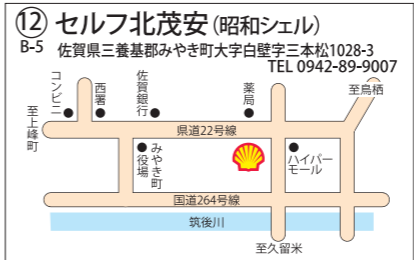 ⑫ セルフ北茂安(昭和シェル)
B-5 佐賀県三養基郡みやき町大字白壁字三本松1028-3
TEL 0942-89-9007
コンビニ
西署
佐賀銀行
薬局
至鳥栖
至上峰町
県道22号線
みやき町
役場
ハイパー
モール
国道264号線
筑後川
至久留米